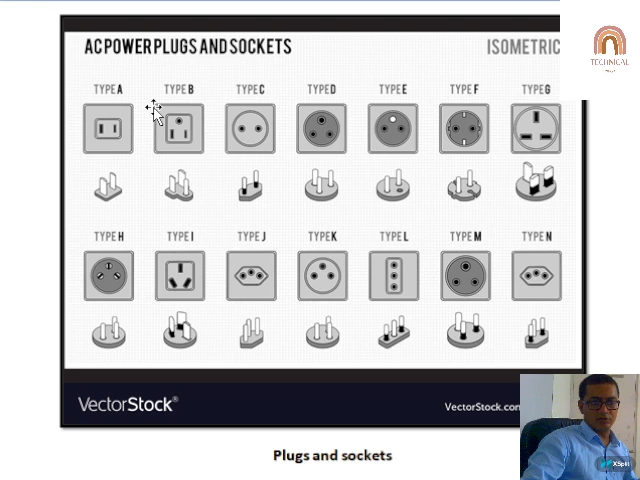 AC POWER PLUGS AND SOCKETS
ISOMETRIC
TECHNICAL
TYPE A TYPE B TYPE C TYPE D TYPE E TYPE F TYPE G
TYPE H TYPE I TYPE J TYPE K TYPE L TYPE M TYPE N
VectorStock®
VectorStock.com
XSplit
Plugs and sockets